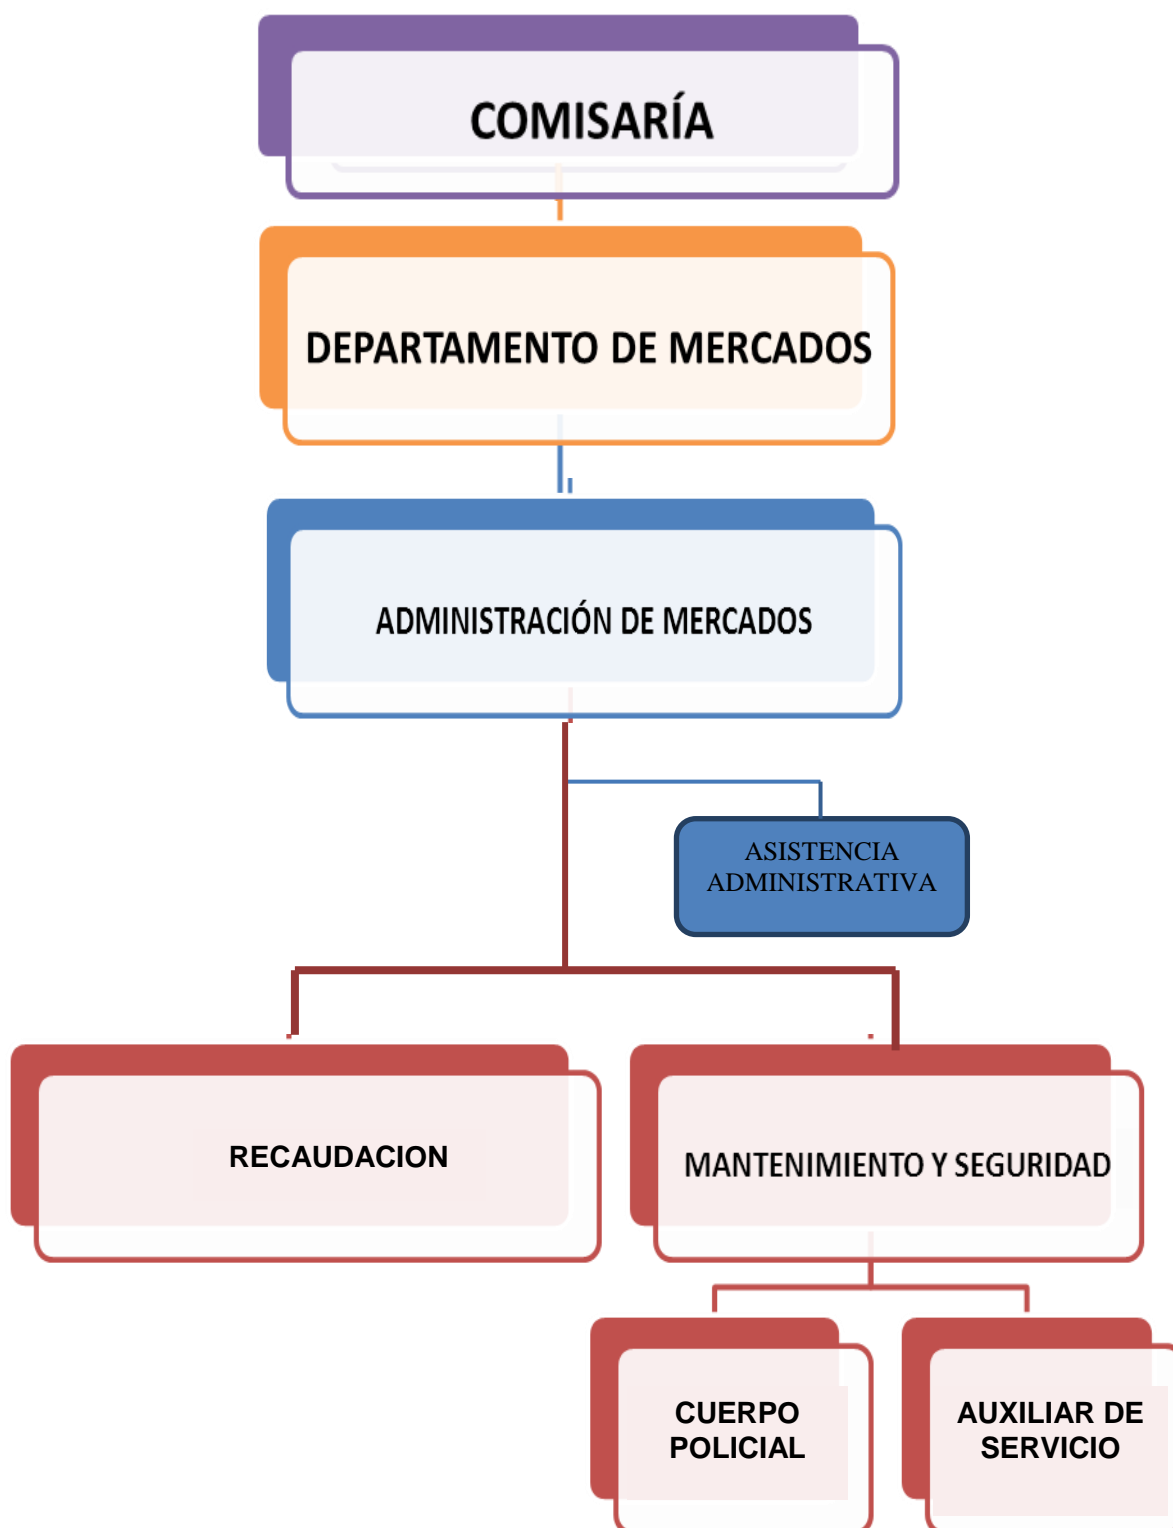 COMISARÍA
DEPARTAMENTO DE MERCADOS
ADMINISTRACIÓN DE MERCADOS
ASISTENCIA
ADMINISTRATIVA
RECAUDACION
MANTENIMIENTO Y SEGURIDAD
CUERPO
POLICIAL
AUXILIAR DE
SERVICIO